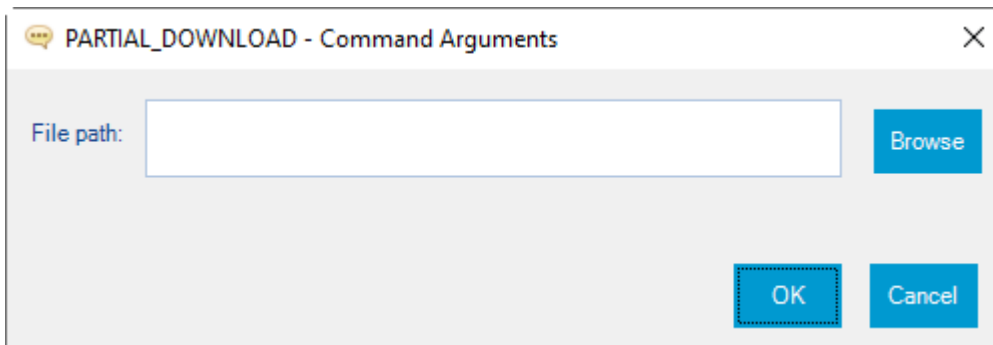 PARTIAL_DOWNLOAD - Command Arguments
File path:
Browse
OK
Cancel